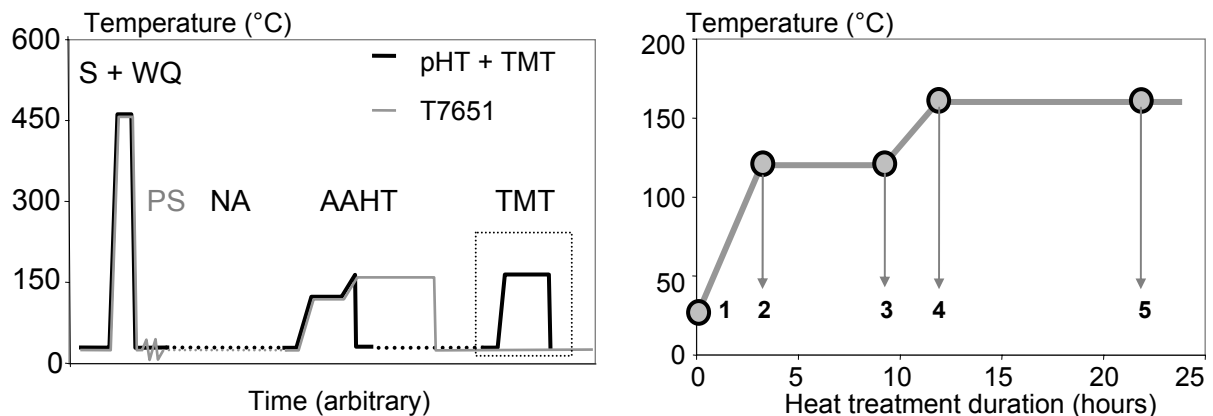 Temperature (°C)
600
450
300
150
0
S + WQ
pHT + TMT
T7651
PS NA AAHT TMT
Time (arbitrary)
Temperature (°C)
200
150
100
50
0
1 2 3 4 5
0 5 10 15 20 25
Heat treatment duration (hours)